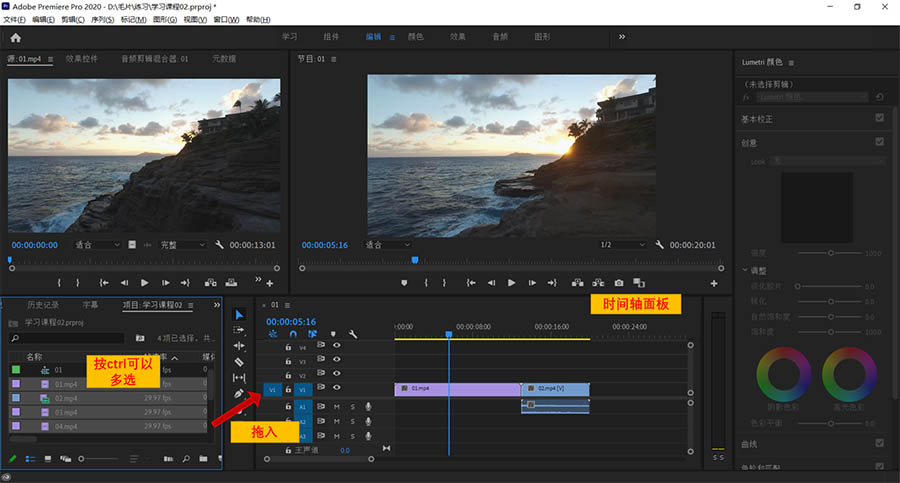 Adobe Premiere Pro 2020 - D:\毛片\练习\学习课程02.prproj *
文件(F) 编辑(E) 剪辑(C) 序列(S) 标记(M) 图形(G) 视图(V) 窗口(W) 帮助(H)
学习 组件 编辑 颜色 效果 音频 图形
源: 01.mp4 效果控件 音频剪辑混合器: 01 元数据
节目: 01
Lumetri 颜色
(未选择剪辑)
fx Lumetri 颜色
基本校正
创意
Look 无
强度 100.0
调整
淡化胶片 0.0
锐化 0.0
自然饱和度 0.0
饱和度 100.0
阴影色彩 高光色彩
色彩平衡 0.0
曲线
色轮和匹配
00:00:00:00 适合 完整 00:00:13:01
00:00:05:16 适合 1/2 00:00:20:01
历史记录 字幕 项目: 学习课程02
学习课程02.prproj
4 项已选择，共...
名称
01 fps
01.mp4 fps 0
02.mp4 29.97 fps 0
03.mp4 29.97 fps 0
04.mp4 29.97 fps 0
按ctrl可以
多选
拖入
时间轴面板
01
00:00:05:16
:00:00 00:00:08:00 00:00:16:00 00:00:24:00
V4
V3
V2
V1 V1 01.mp4 02.mp4 [V]
A1 M S
A2 M S
A3 M S
主声道 0.0
S S